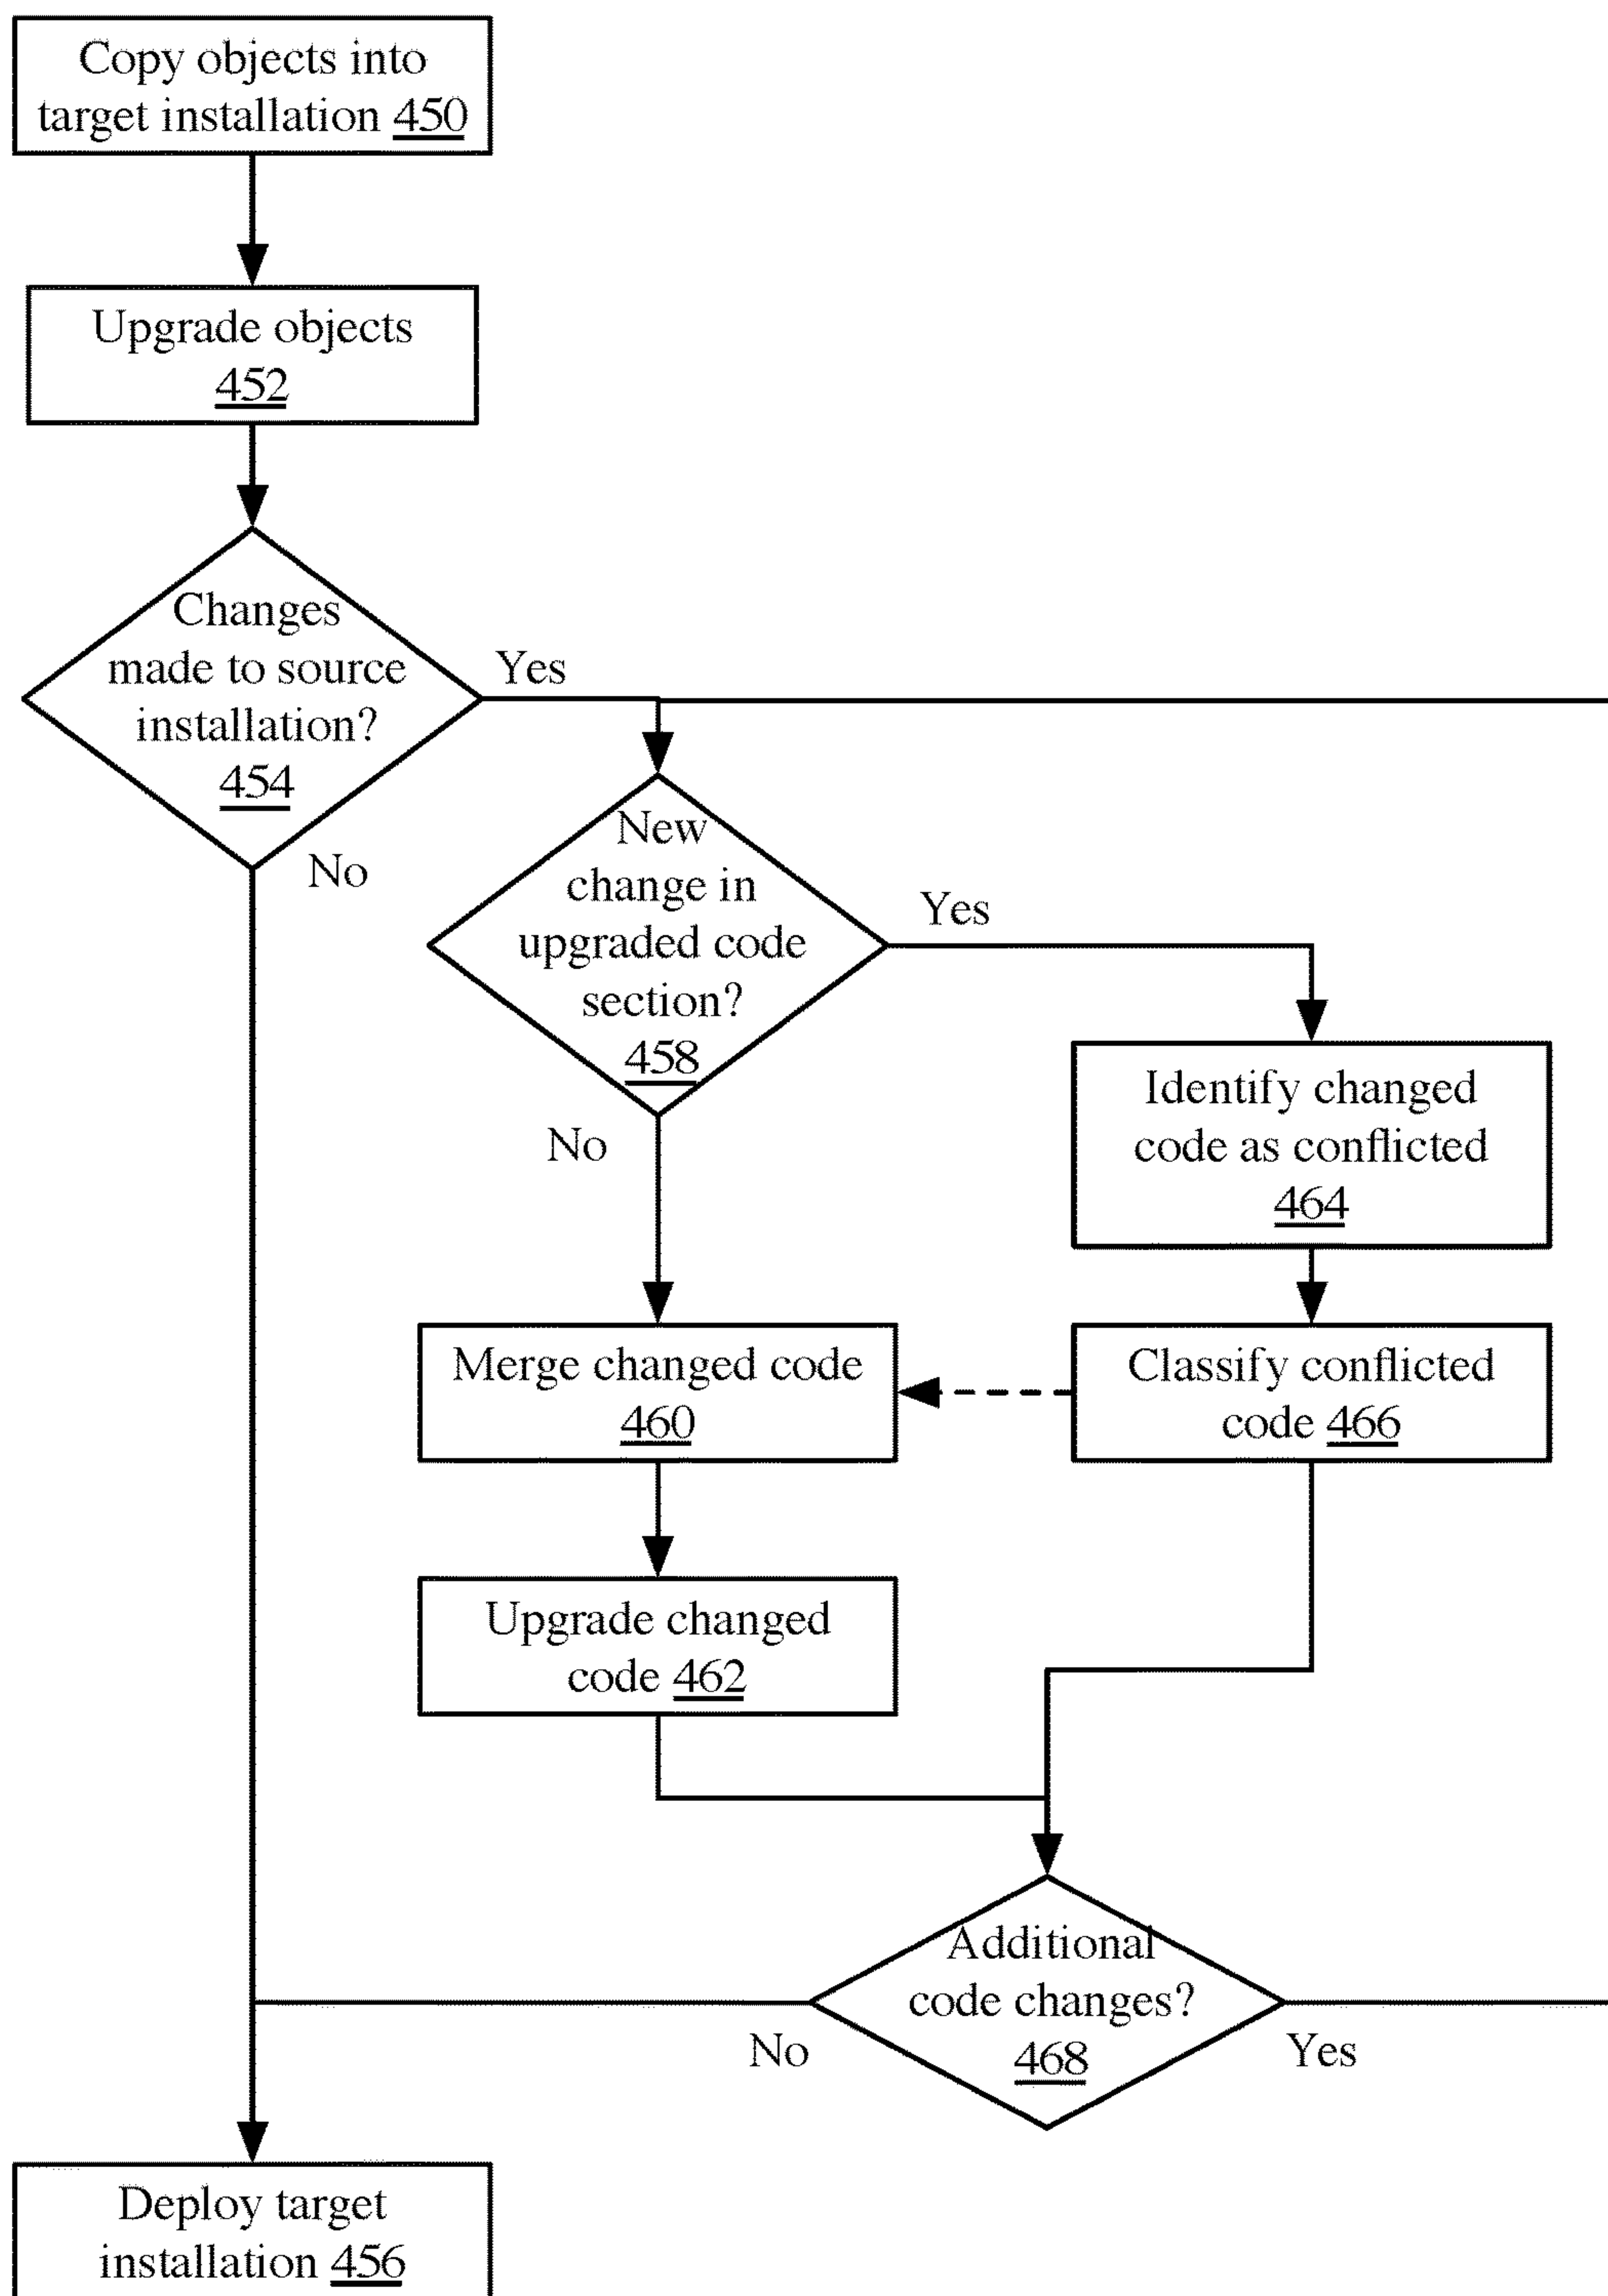 Copy objects into
target installation 450
Upgrade objects
452
Changes
made to source
installation?
454
Yes
No
New
change in
upgraded code
section?
458
Yes
No
Identify changed
code as conflicted
464
Merge changed code
460
Classify conflicted
code 466
Upgrade changed
code 462
Additional
code changes?
468
No
Yes
Deploy target
installation 456